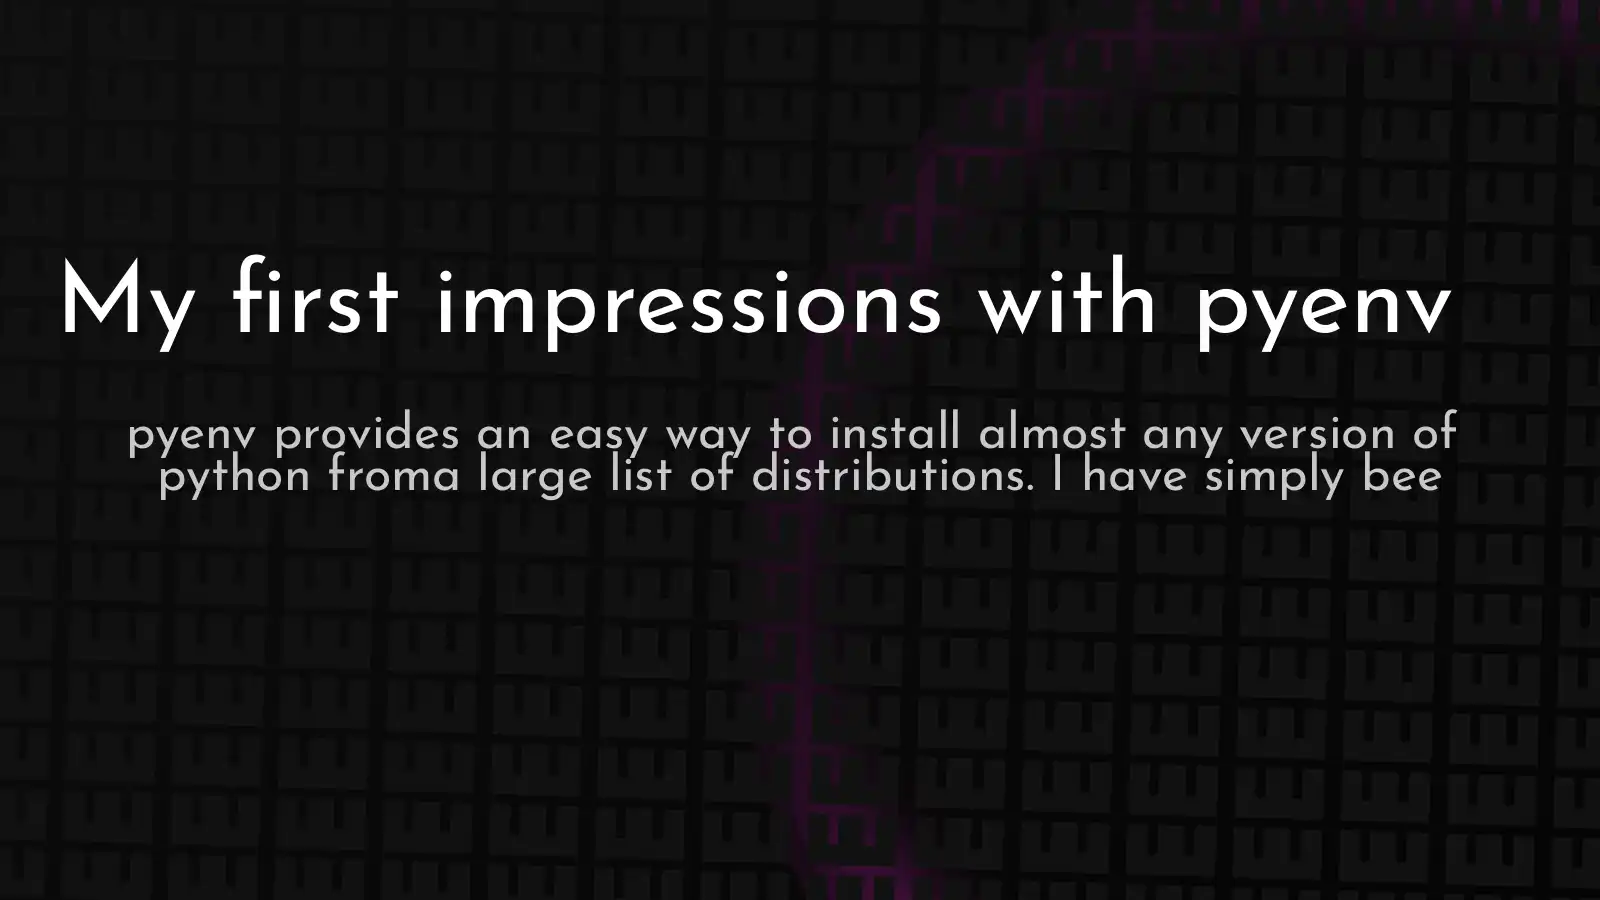 My first impressions with pyenv
pyenv provides an easy way to install almost any version of
python froma large list of distributions. I have simply bee